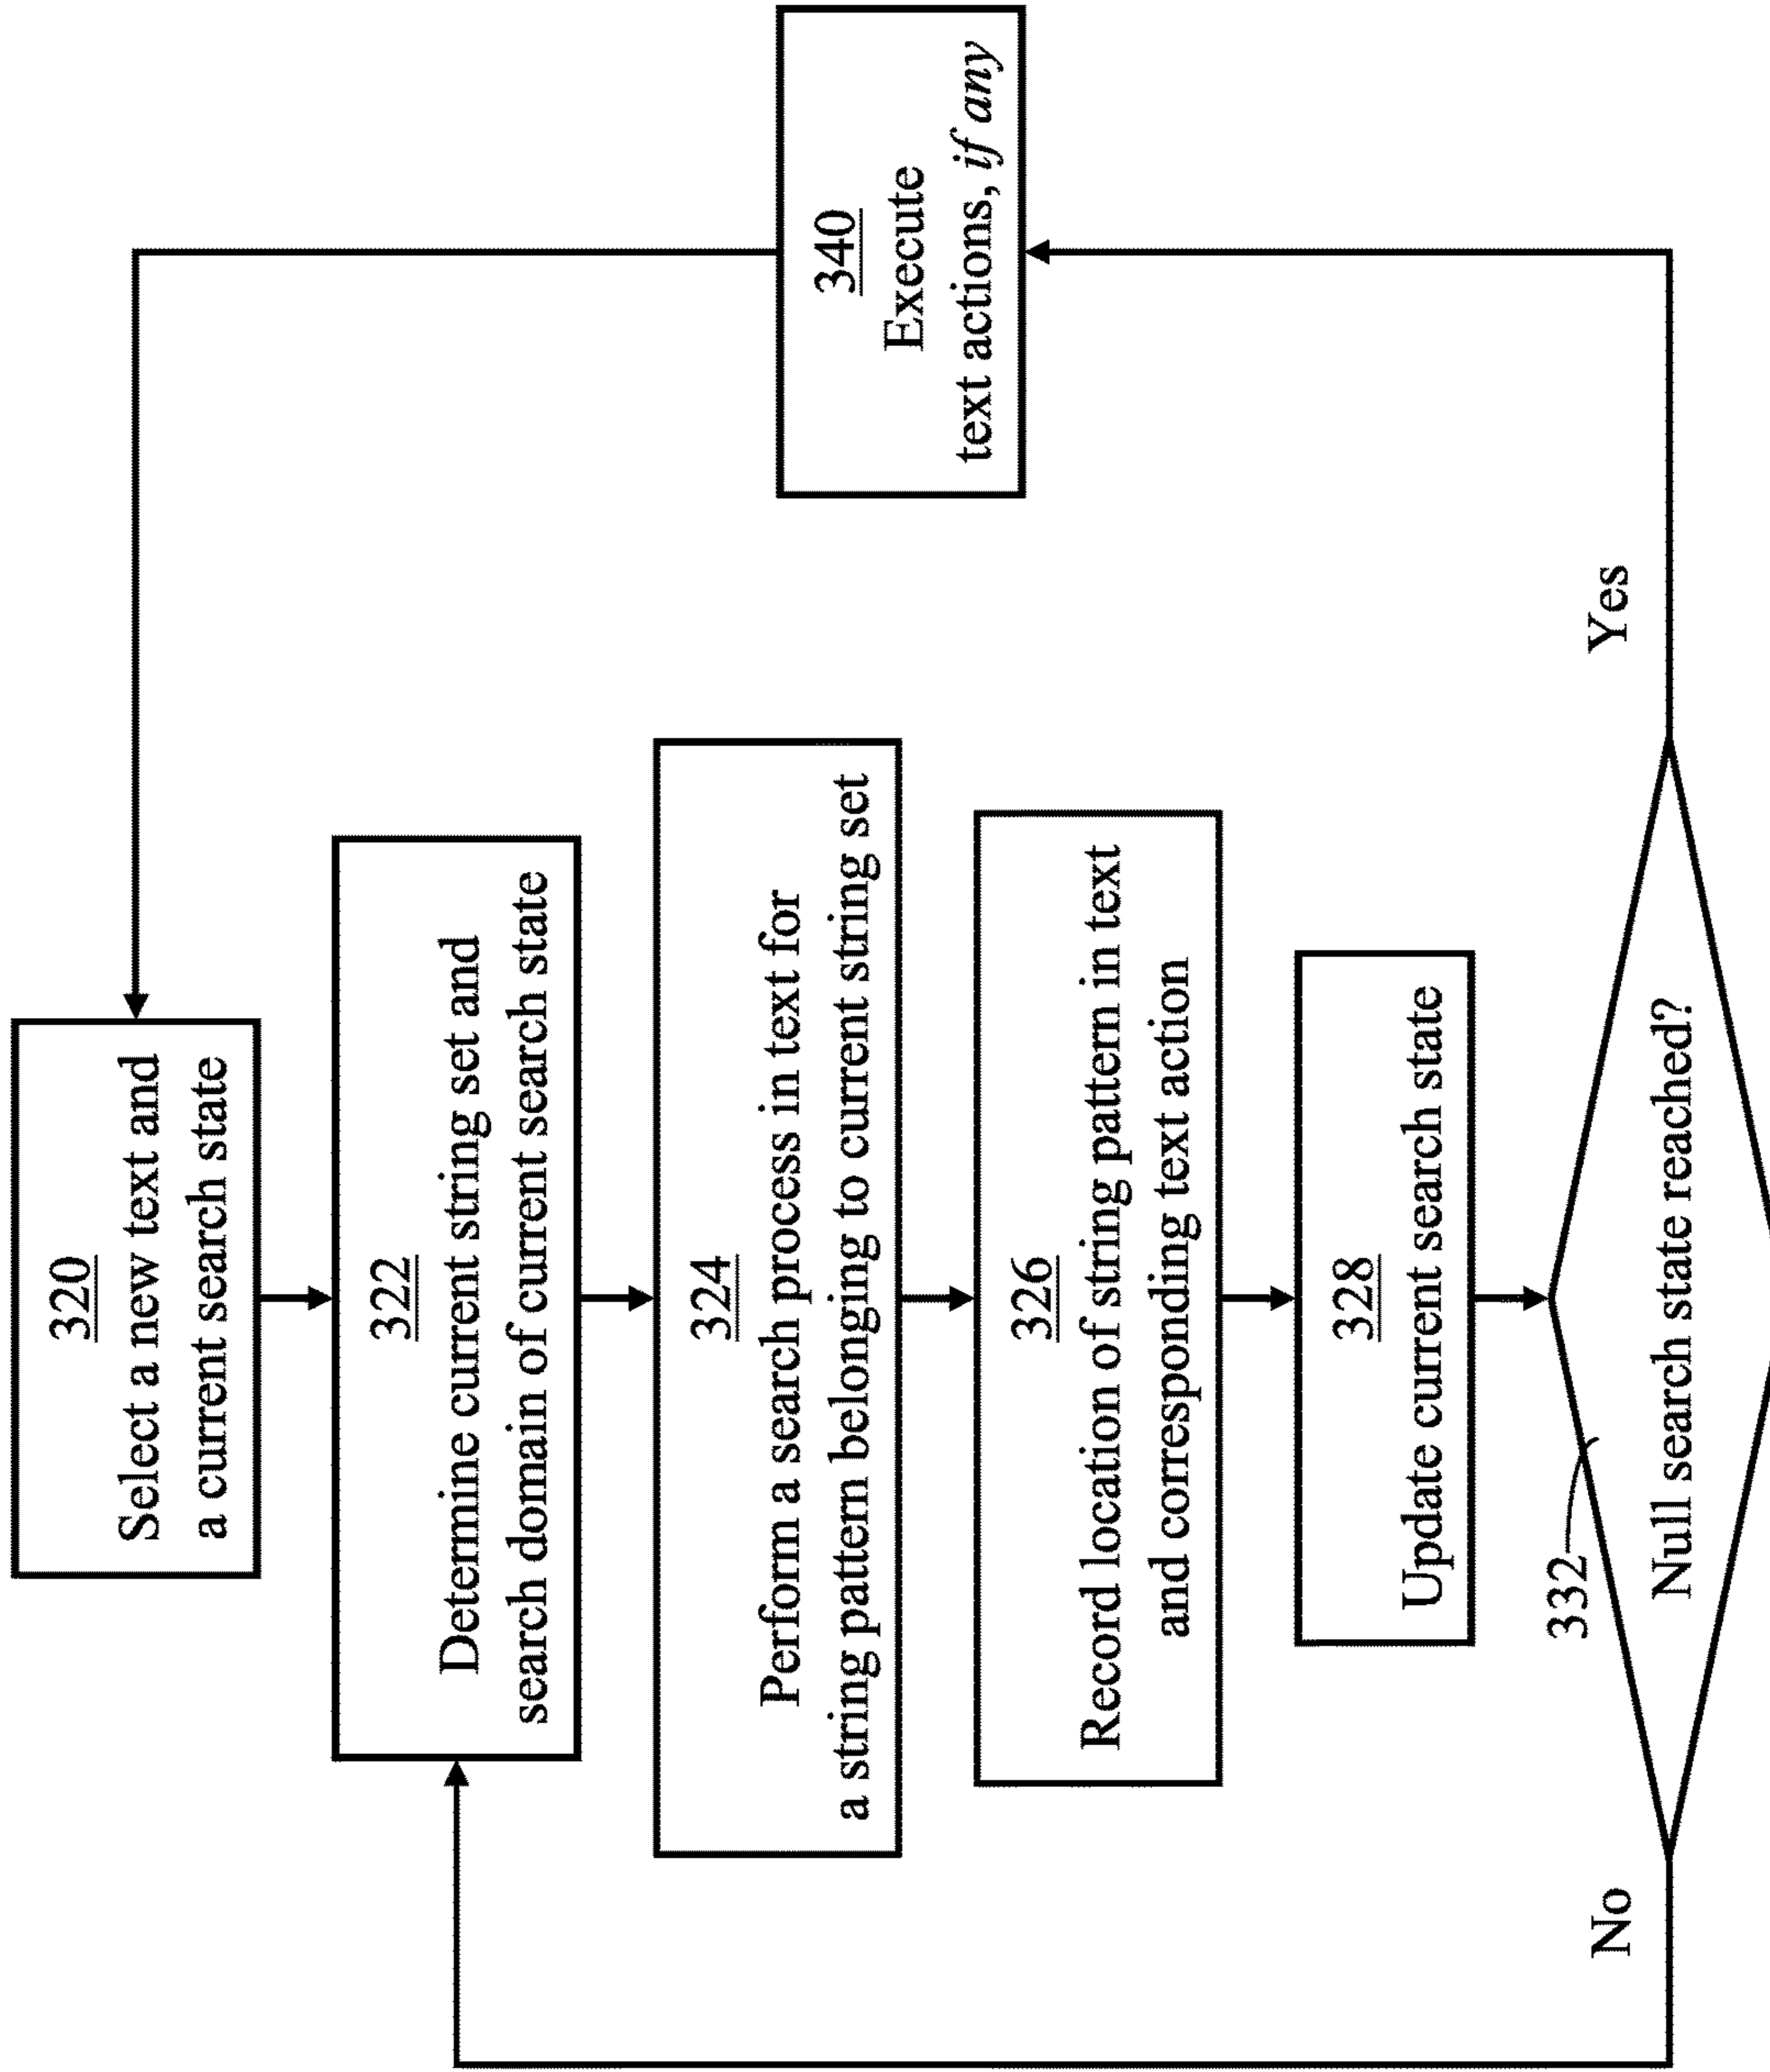 320
Select a new text and
a current search state
322
Determine current string set and
search domain of current search state
324
Perform a search process in text for
a string pattern belonging to current string set
326
Record location of string pattern in text
and corresponding text action
328
Update current search state
332
Null search state reached?
No
Yes
340
Execute
text actions, if any